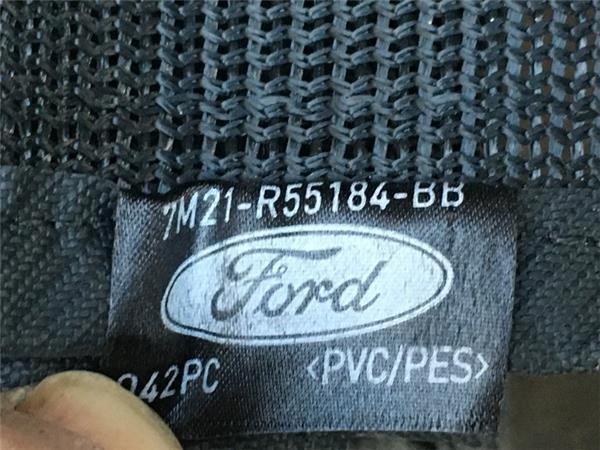 7M21-R55184-BB
Ford
042PC <PVC/PES>